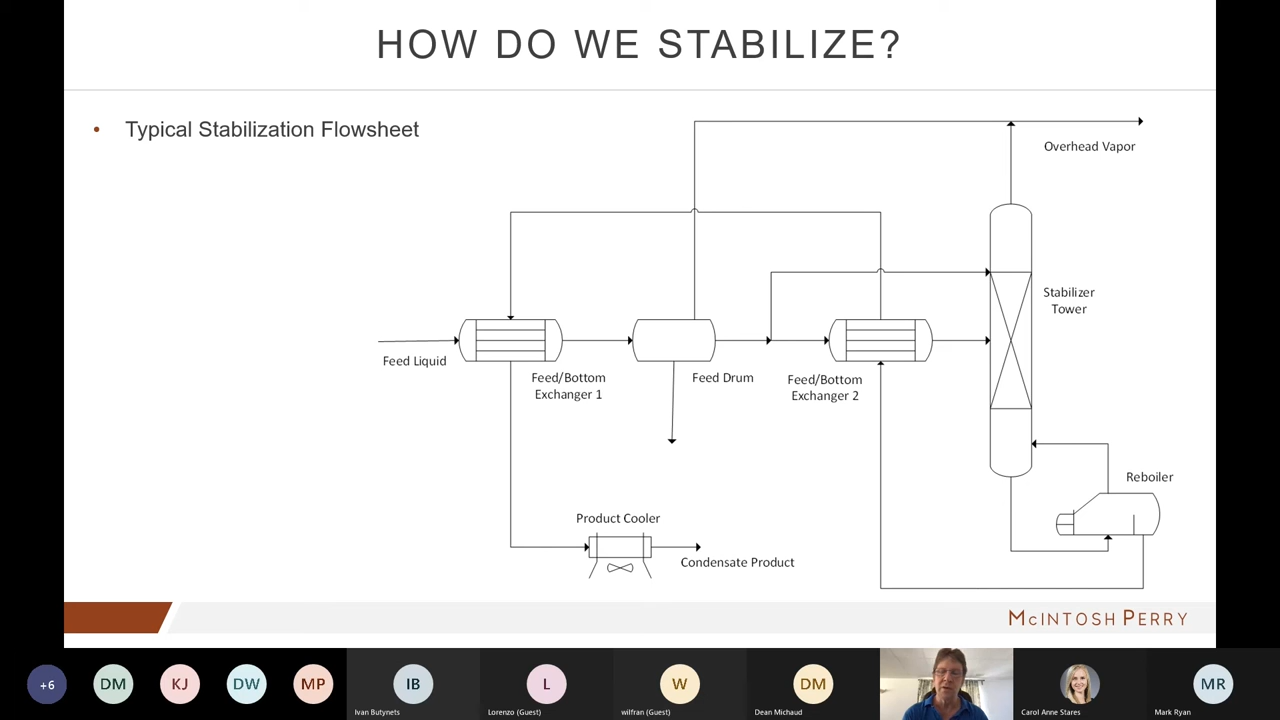 HOW DO WE STABILIZE?
• Typical Stabilization Flowsheet
Overhead Vapor
Stabilizer
Tower
Feed Liquid
Feed/Bottom
Exchanger 1
Feed Drum
Feed/Bottom
Exchanger 2
Reboiler
Product Cooler
Condensate Product
MCINTOSH PERRY
+6
DM
KJ
DW
MP
IB
L
W
DM
MR
Ivan Butynets
Lorenzo (Guest)
wilfran (Guest)
Dean Michaud
Carol Anne Stares
Mark Ryan